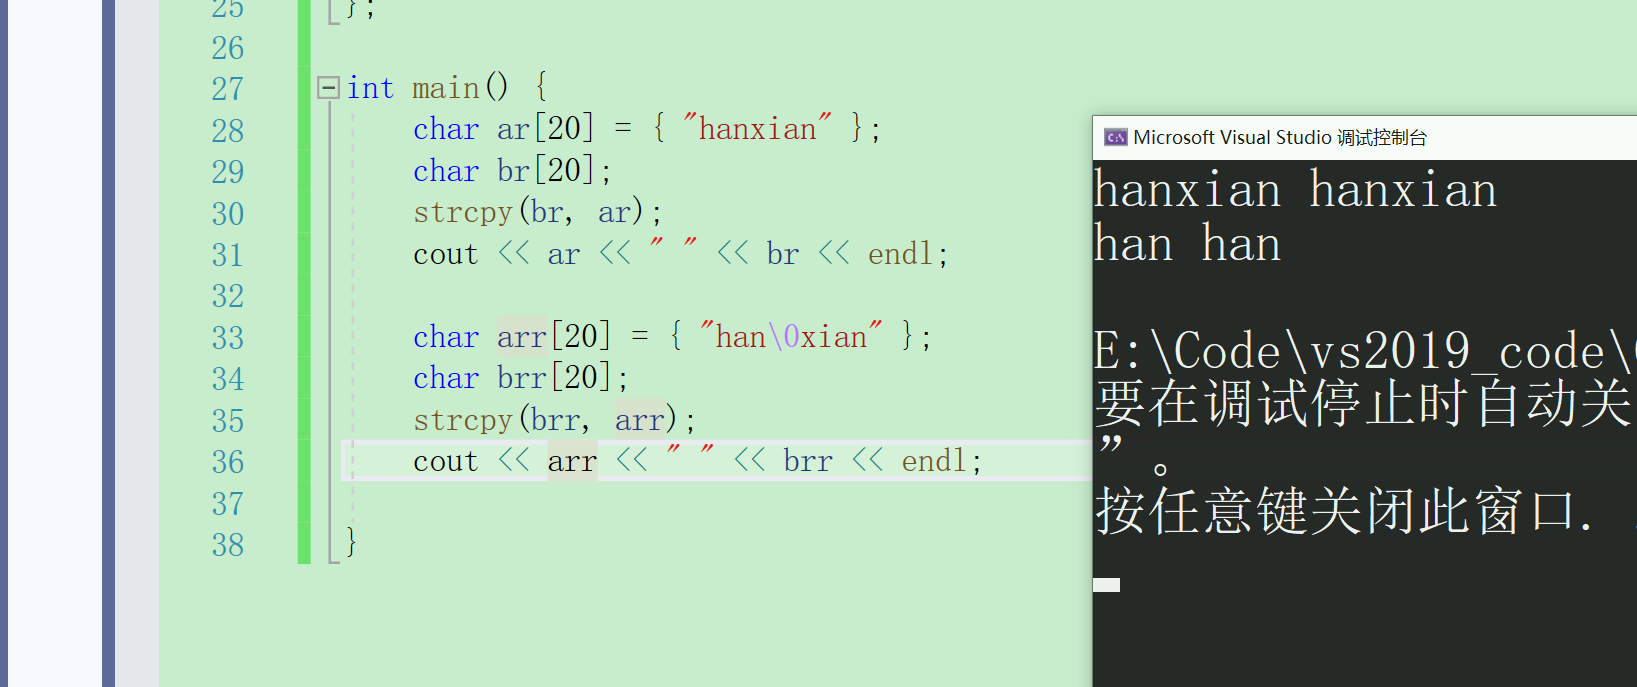 25 };
26
27 int main() {
28 char ar[20] = { "hanxian" };
29 char br[20];
30 strcpy(br, ar);
31 cout << ar << " " << br << endl;
32
33 char arr[20] = { "han\0xian" };
34 char brr[20];
35 strcpy(brr, arr);
36 cout << arr << " " << brr << endl;
37
38 }
Microsoft Visual Studio 调试控制台
hanxian hanxian
han han
E:\Code\vs2019_code\
要在调试停止时自动关
”。
按任意键关闭此窗口.